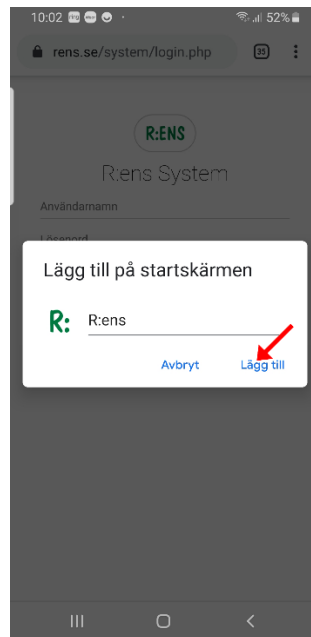 10:02
52%
rens.se/system/login.php
35
R:ENS
R:ens System
Användarnamn
Lösenord
Lägg till på startskärmen
R:
R:ens
Avbryt
Lägg till